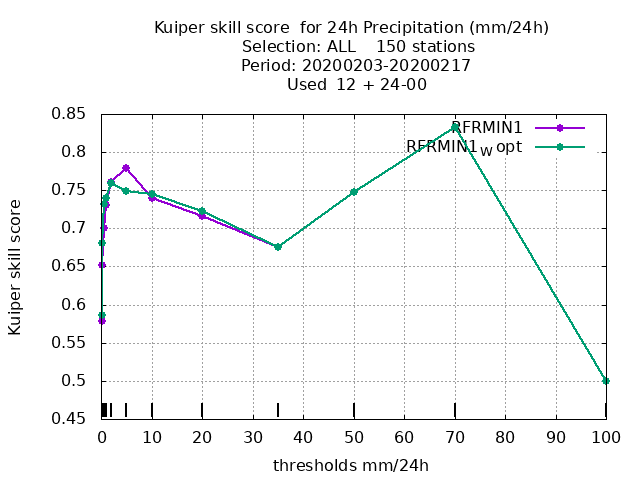 Kuiper skill score  for 24h Precipitation (mm/24h)
Selection: ALL    150 stations
Period: 20200203-20200217
Used  12 + 24-00
RFRMIN1
RFRMIN1w opt
Kuiper skill score
0.85
0.8
0.75
0.7
0.65
0.6
0.55
0.5
0.45
0 10 20 30 40 50 60 70 80 90 100
thresholds mm/24h